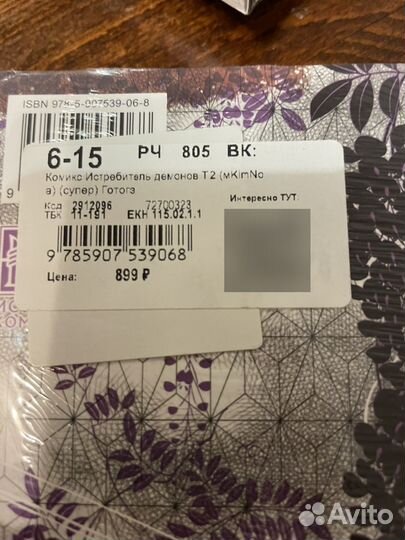 ISBN 978-5-907539-06-8
6-15 РЧ 805 ВК:
Комикс Истребитель демонов Т2 (мКimNo
а) (супер) Готогэ
Интересно ТУТ:
Код 2912096 72700323
ТБК 11-191 ЕКН 115.02.1.1
9 785907 539068
Цена: 899 ₽
9
Avito